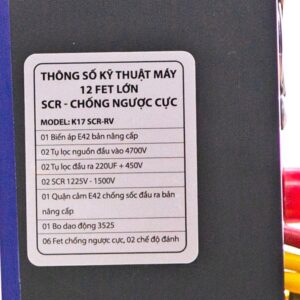 THÔNG SỐ KỸ THUẬT MÁY
12 FET LỚN
SCR - CHỐNG NGƯỢC CỰC
MODEL: K17 SCR-RV
01 Biến áp E42 bản nâng cấp
02 Tụ lọc nguồn đầu vào 4700V
02 Tụ lọc đầu ra 220UF + 450V
02 SCR 1225V - 1500V
01 Quận cảm E42 chống sốc đầu ra bản
nâng cấp
01 Bo dao động 3525
06 Fet chống ngược cực, 02 chế độ đánh